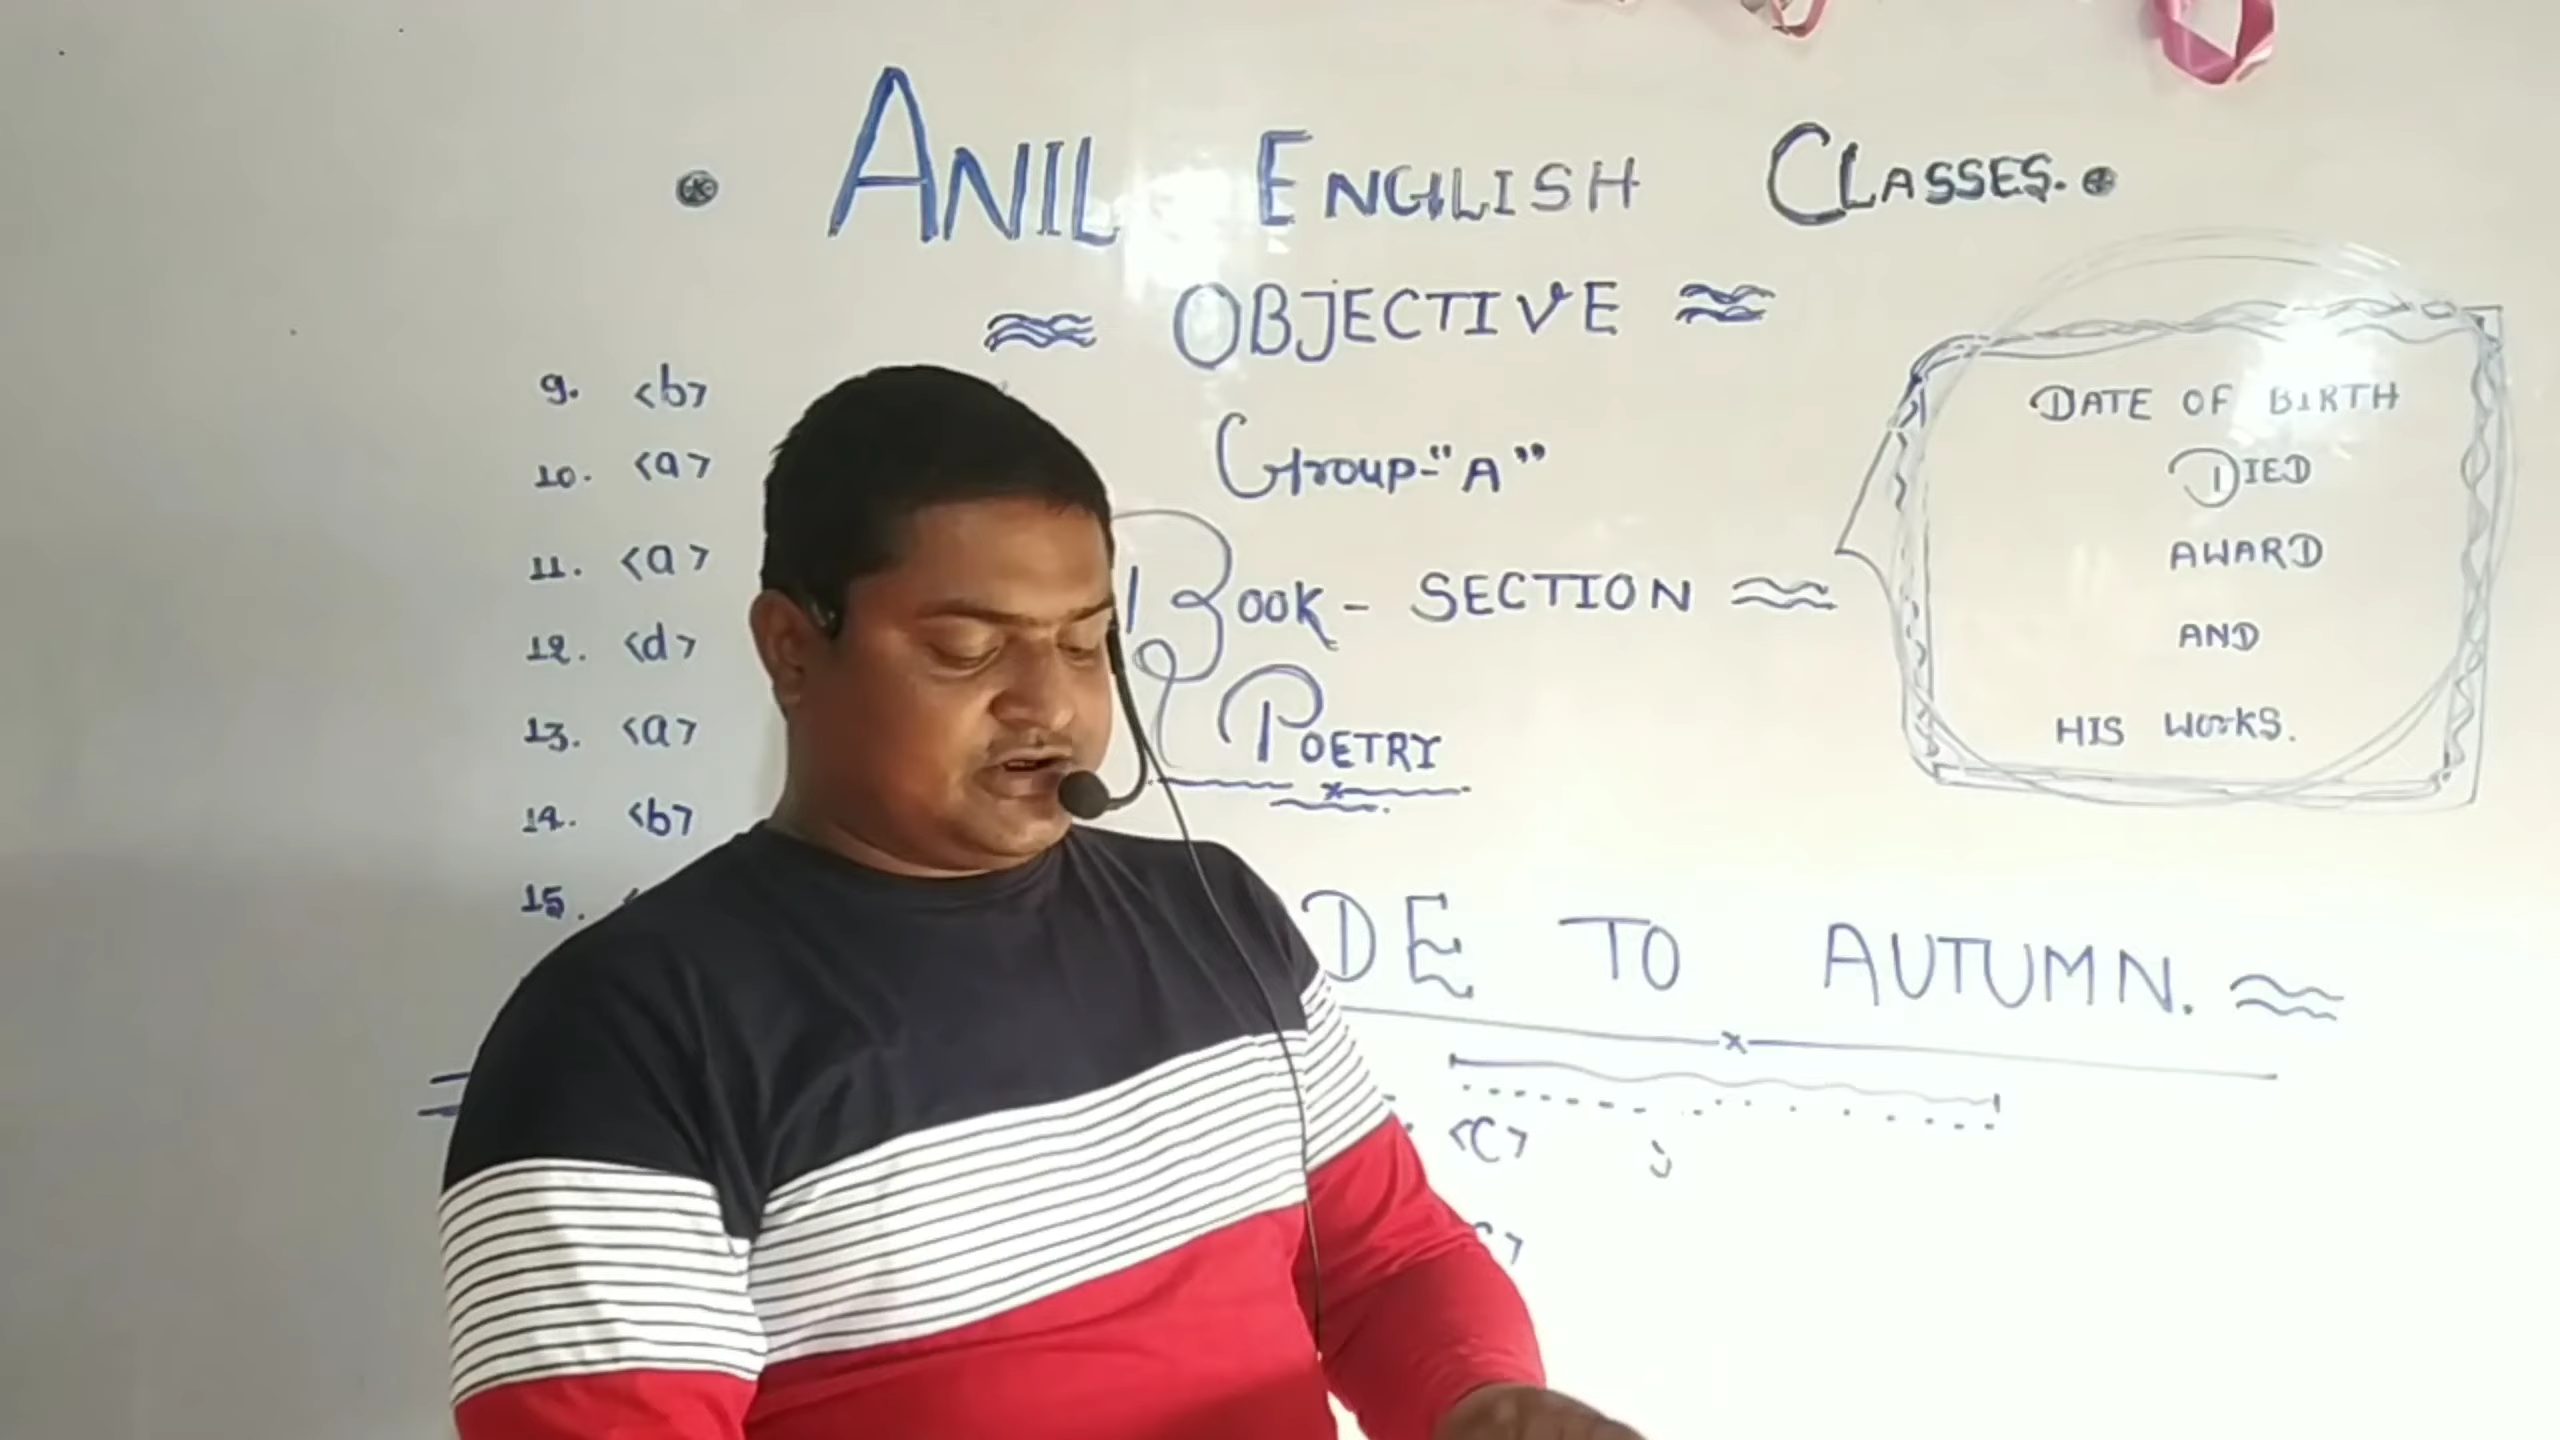 ANIL ENGLISH CLASSES.
OBJECTIVE
Group-"A"
BOOK - SECTION
POETRY
DE TO AUTUMN.
9. <b>
10. <a>
11. <a>
12. <d>
13. <a>
14. <b>
15.
<C>
DATE OF BIRTH
DIED
AWARD
AND
HIS WORKS.